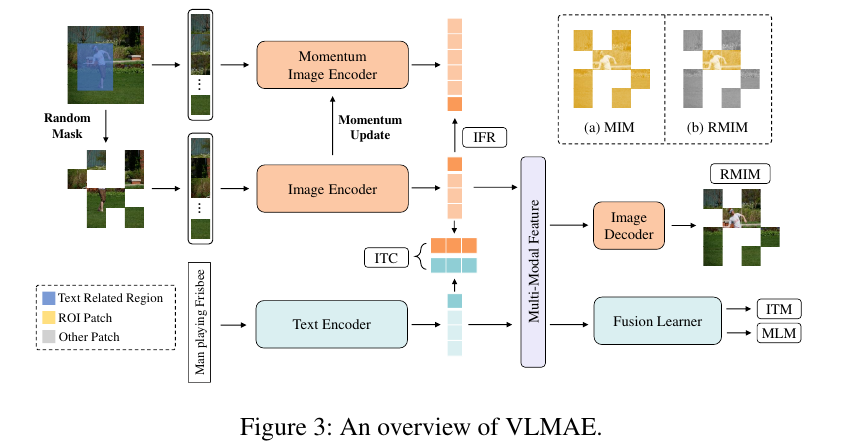 Momentum
Image Encoder
Random
Mask
Momentum
Update
IFR
(a) MIM
(b) RMIM
Image Encoder
RMIM
ITC
Multi-Modal Feature
Image
Decoder
Text Related Region
ROI Patch
Other Patch
Man playing Frisbee
Text Encoder
Fusion Learner
ITM
MLM
Figure 3: An overview of VLMAE.